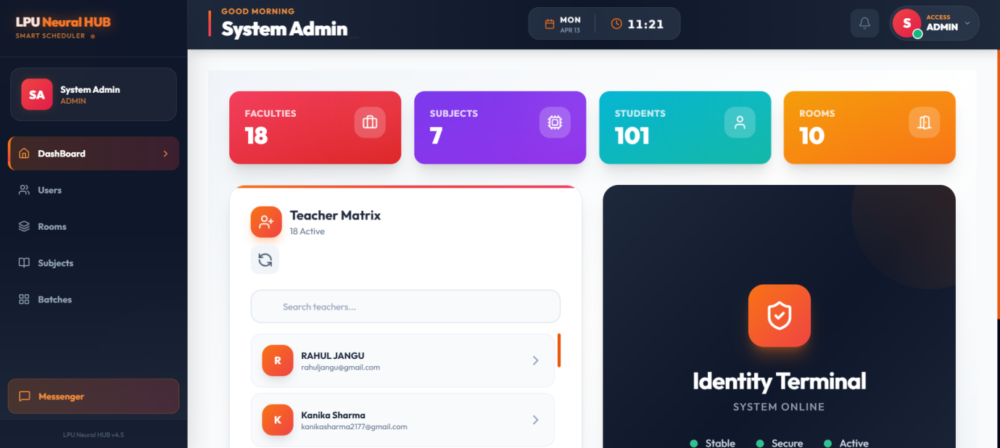 LPU Neural HUB
SMART SCHEDULER
SA
System Admin
ADMIN
DashBoard
Users
Rooms
Subjects
Batches
Messenger
LPU Neural HUB v4.5
GOOD MORNING
System Admin
MON
APR 13
11:21
S
ACCESS
ADMIN
FACULTIES
18
SUBJECTS
7
STUDENTS
101
ROOMS
10
Teacher Matrix
18 Active
Search teachers...
R
RAHUL JANGU
rahuljangu@gmail.com
K
Kanika Sharma
kanikasharma2177@gmail.com
Identity Terminal
SYSTEM ONLINE
Stable Secure Active